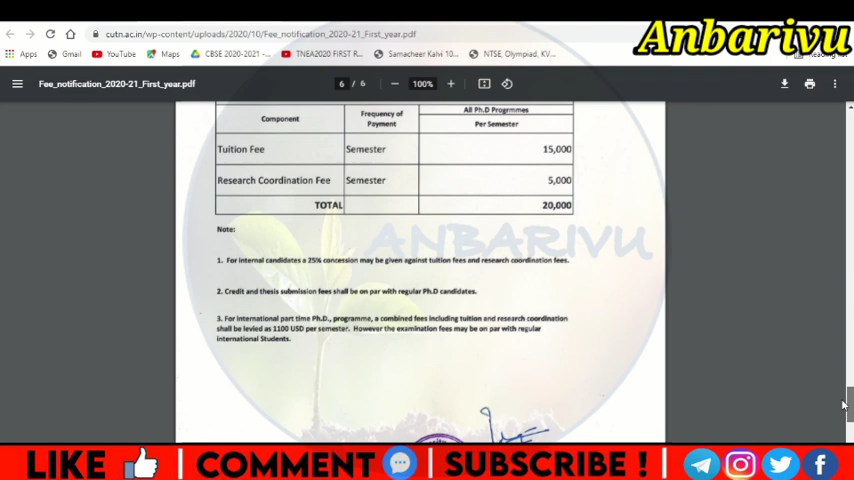 cutn.ac.in/wp-content/uploads/2020/10/Fee_notification_2020-21_First_year.pdf
Anbarivu
Apps Gmail YouTube Maps CBSE 2020-2021 -... TNEA2020 FIRST R... Samacheer Kalvi 10... NTSE, Olympiad, KV...
Fee_notification_2020-21_First_year.pdf 6 / 6 100%
Component Frequency of Payment All Ph.D Progrmmes
Per Semester
Tuition Fee Semester 15,000
Research Coordination Fee Semester 5,000
TOTAL 20,000
Note:
ANBARIVU
1. For internal candidates a 25% concession may be given against tuition fees and research coordination fees.
2. Credit and thesis submission fees shall be on par with regular Ph.D candidates.
3. For International part time Ph.D., programme, a combined fees including tuition and research coordination
shall be levied as 1100 USD per semester. However the examination fees may be on par with regular
international Students.
LIKE | COMMENT | SUBSCRIBE ! |